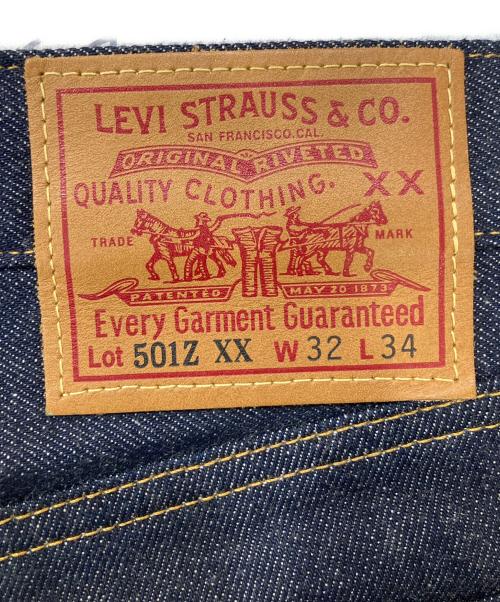 LEVI STRAUSS & CO.
SAN FRANCISCO. CAL.
ORIGINAL RIVETED
QUALITY CLOTHING. XX
TRADE MARK
PATENTED MAY 20 1873
Every Garment Guaranteed
Lot 501Z XX W 32 L 34